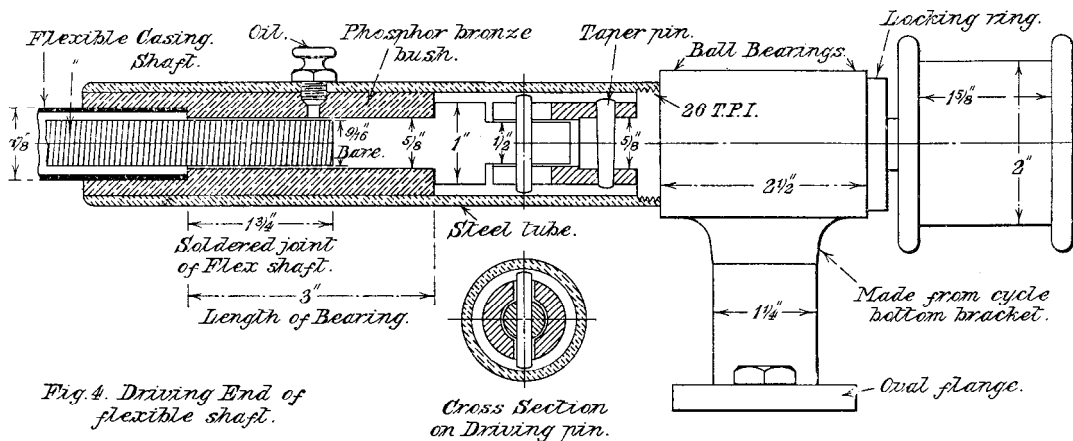 Flexible Casing.
Shaft.
"
Oil.
Phosphor bronze
bush.
Taper pin.
Ball Bearings.
Locking ring.
26 T.P.I.
7/8"
9/16"
Bare.
5/8"
1"
1/2"
5/8"
2 1/2"
1 5/8"
2"
1 3/4"
Soldered joint
of Flex shaft.
Steel tube.
3"
Length of Bearing.
1 1/4"
Made from cycle
bottom bracket.
Oval flange.
Fig. 4. Driving End of
flexible shaft.
Cross Section
on Driving pin.